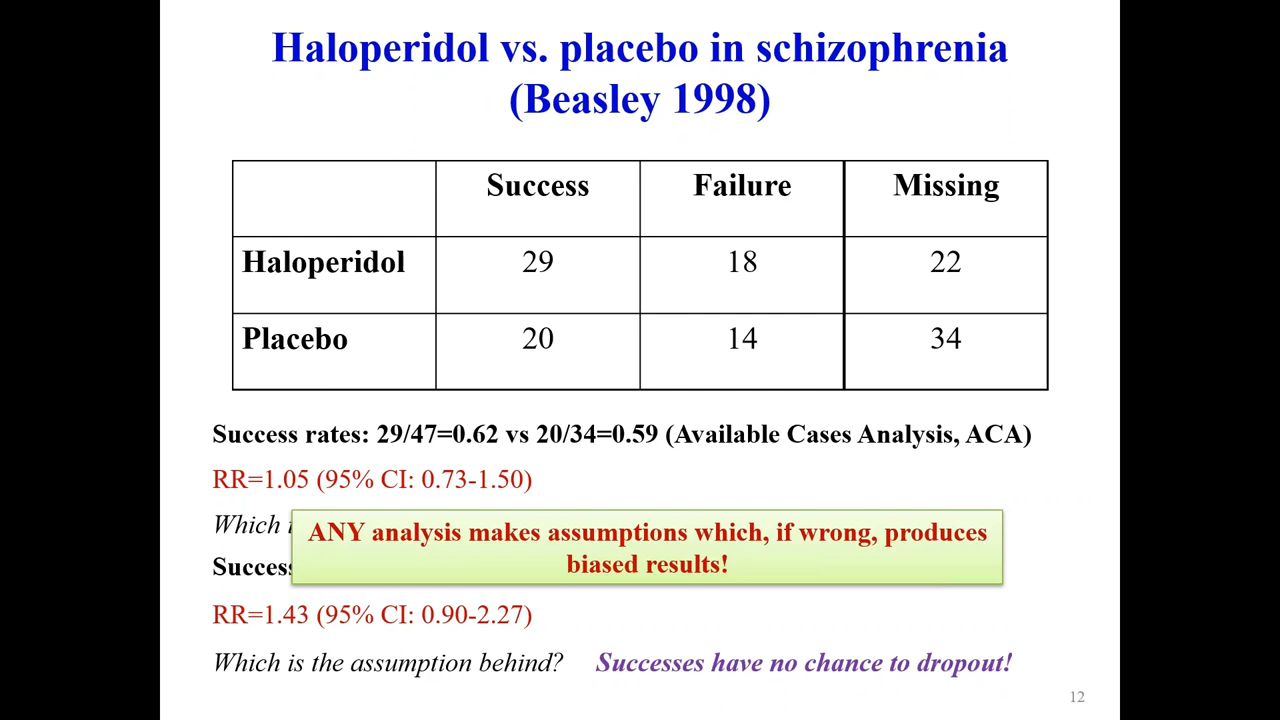 Haloperidol vs. placebo in schizophrenia
(Beasley 1998)
Success Failure Missing
Haloperidol 29 18 22
Placebo 20 14 34
Success rates: 29/47=0.62 vs 20/34=0.59 (Available Cases Analysis, ACA)
RR=1.05 (95% CI: 0.73-1.50)
Which
ANY analysis makes assumptions which, if wrong, produces
biased results!
Success
RR=1.43 (95% CI: 0.90-2.27)
Which is the assumption behind? Successes have no chance to dropout!
12